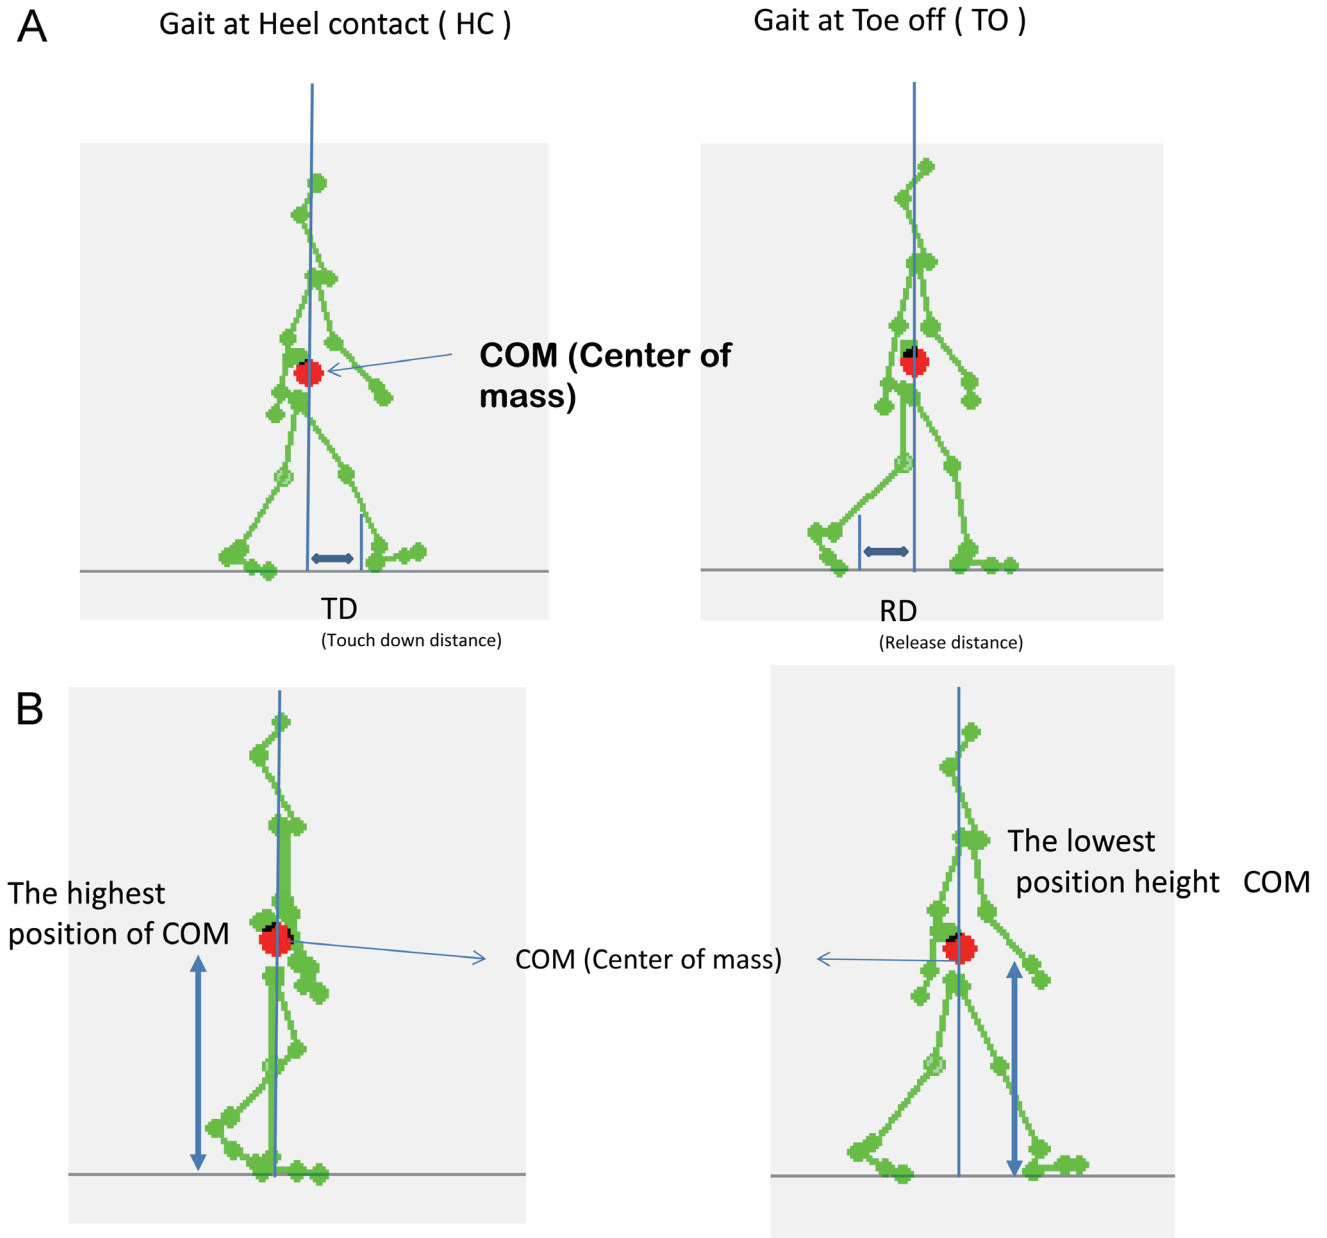 A
Gait at Heel contact ( HC )
Gait at Toe off ( TO )
COM (Center of
mass)
TD
(Touch down distance)
RD
(Release distance)
B
The highest
position of COM
COM (Center of mass)
The lowest
position height COM